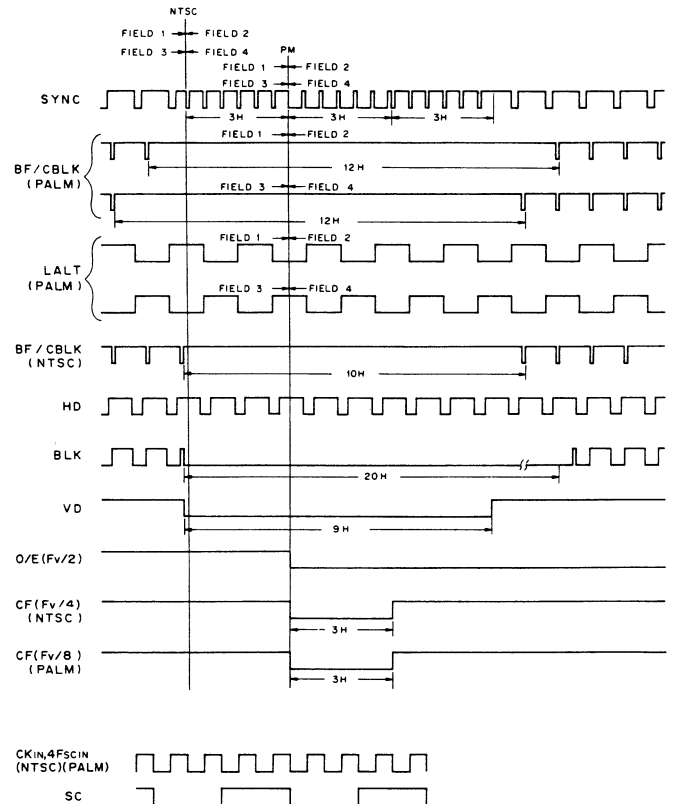 NTSC
FIELD 1 FIELD 2
FIELD 3 FIELD 4
PM
FIELD 1 FIELD 2
FIELD 3 FIELD 4
SYNC
3H 3H 3H
FIELD 1 FIELD 2
12H
BF/CBLK
(PALM)
FIELD 3 FIELD 4
12H
FIELD 1 FIELD 2
LALT
(PALM)
FIELD 3 FIELD 4
BF/CBLK
(NTSC)
10H
HD
BLK
20H
VD
9H
O/E(Fv/2)
CF(Fv/4)
(NTSC)
3H
CF(Fv/8)
(PALM)
3H
CKIN,4FSCIN
(NTSC)(PALM)
SC